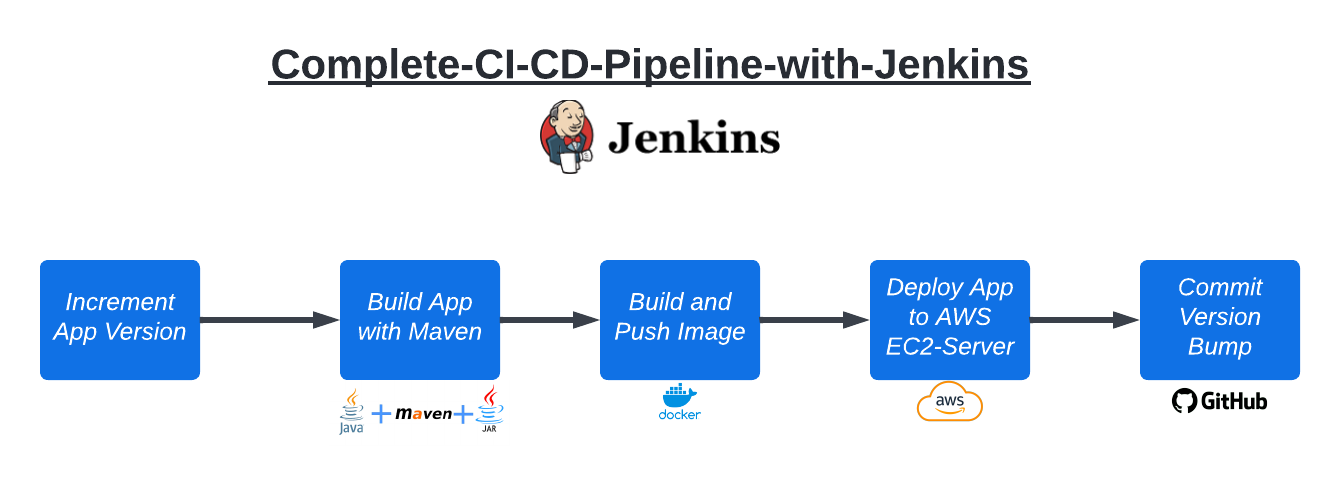 Complete-CI-CD-Pipeline-with-Jenkins
Jenkins
Increment
App Version
Build App
with Maven
Build and
Push Image
Deploy App
to AWS
EC2-Server
Commit
Version
Bump
Java
maven
JAR
docker
aws
GitHub